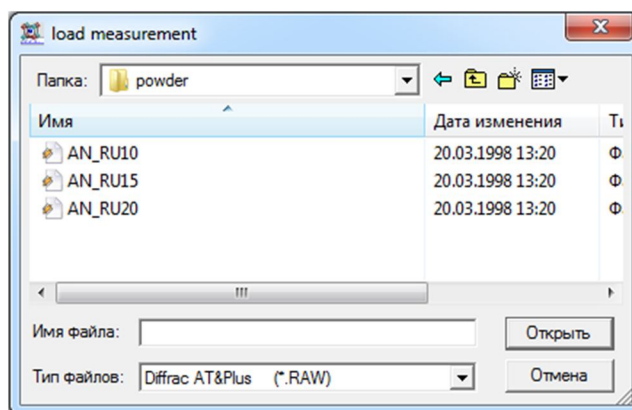 load measurement
Папка: powder
Имя Дата изменения Ти
AN_RU10 20.03.1998 13:20 Ф
AN_RU15 20.03.1998 13:20 Ф
AN_RU20 20.03.1998 13:20 Ф
Имя файла: Открыть
Тип файлов: Diffrac AT&Plus (*.RAW) Отмена